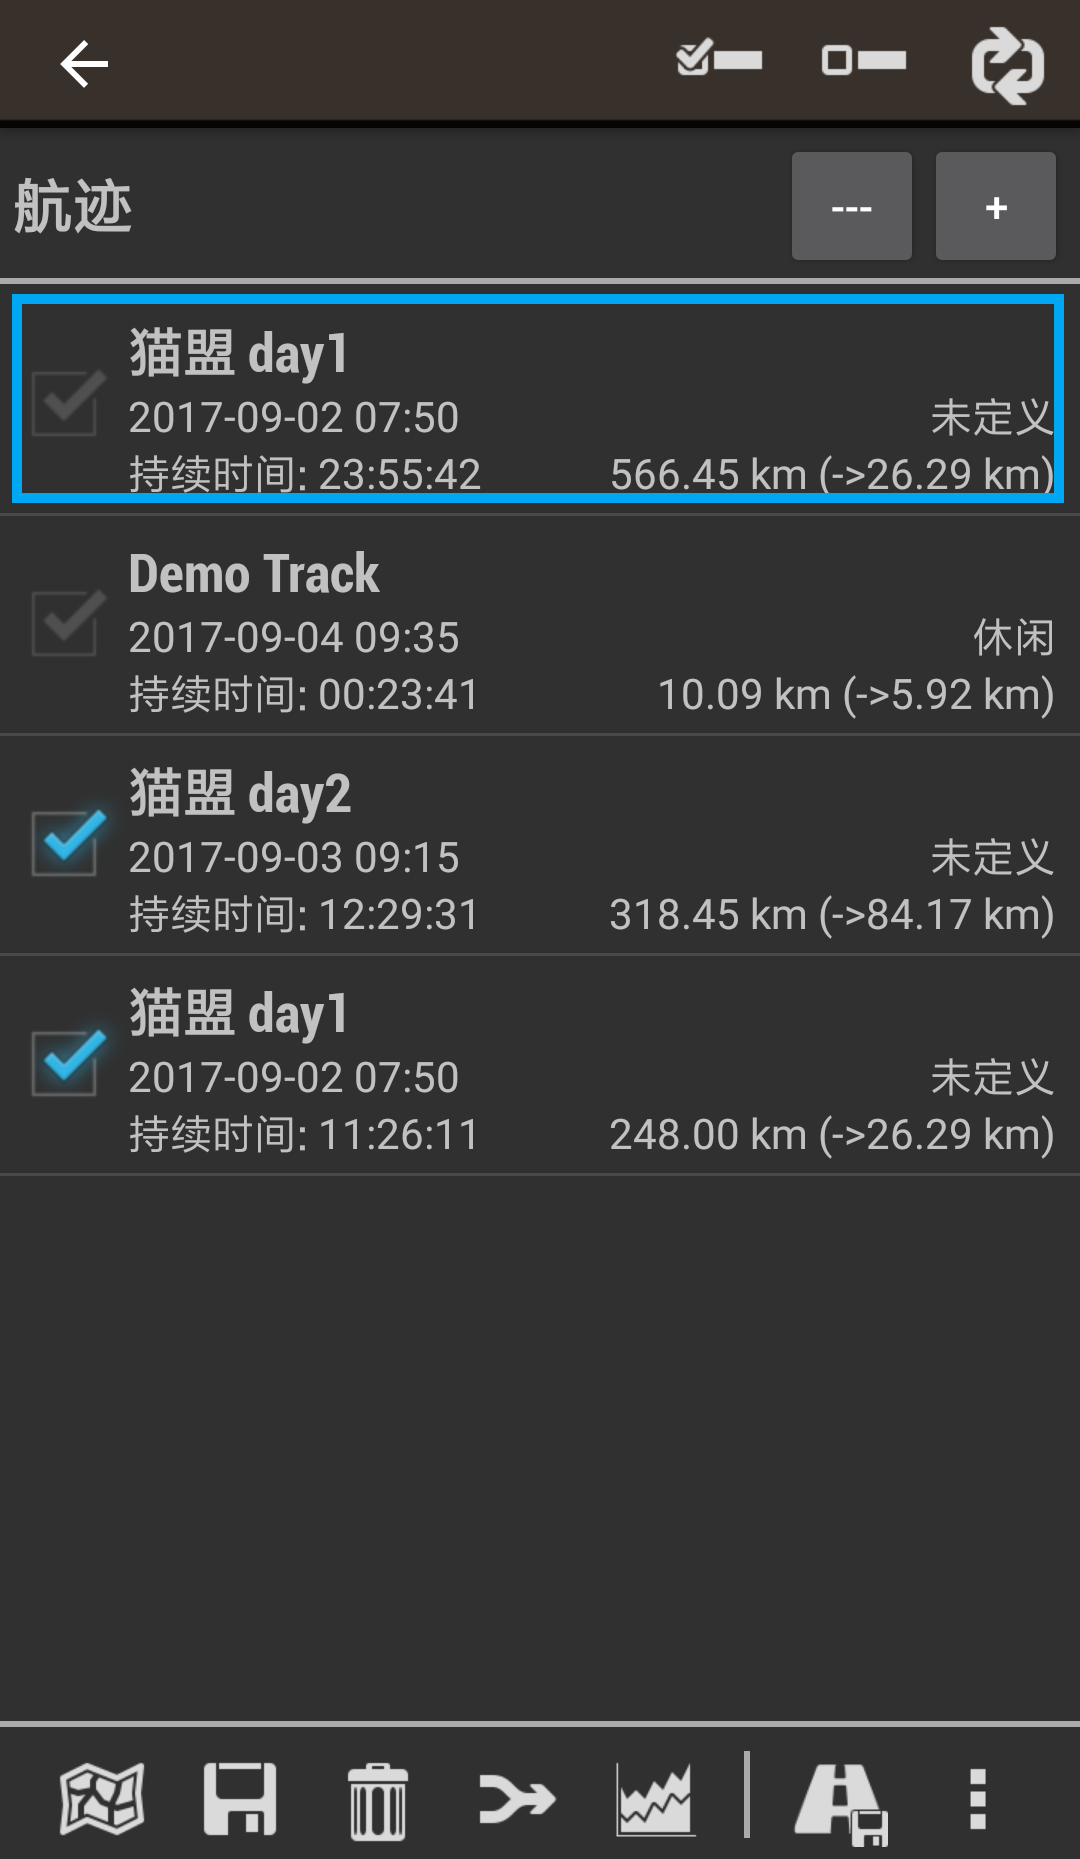 航迹
---
+
猫盟 day1
2017-09-02 07:50
未定义
持续时间: 23:55:42
566.45 km (->26.29 km)
Demo Track
2017-09-04 09:35
休闲
持续时间: 00:23:41
10.09 km (->5.92 km)
猫盟 day2
2017-09-03 09:15
未定义
持续时间: 12:29:31
318.45 km (->84.17 km)
猫盟 day1
2017-09-02 07:50
未定义
持续时间: 11:26:11
248.00 km (->26.29 km)